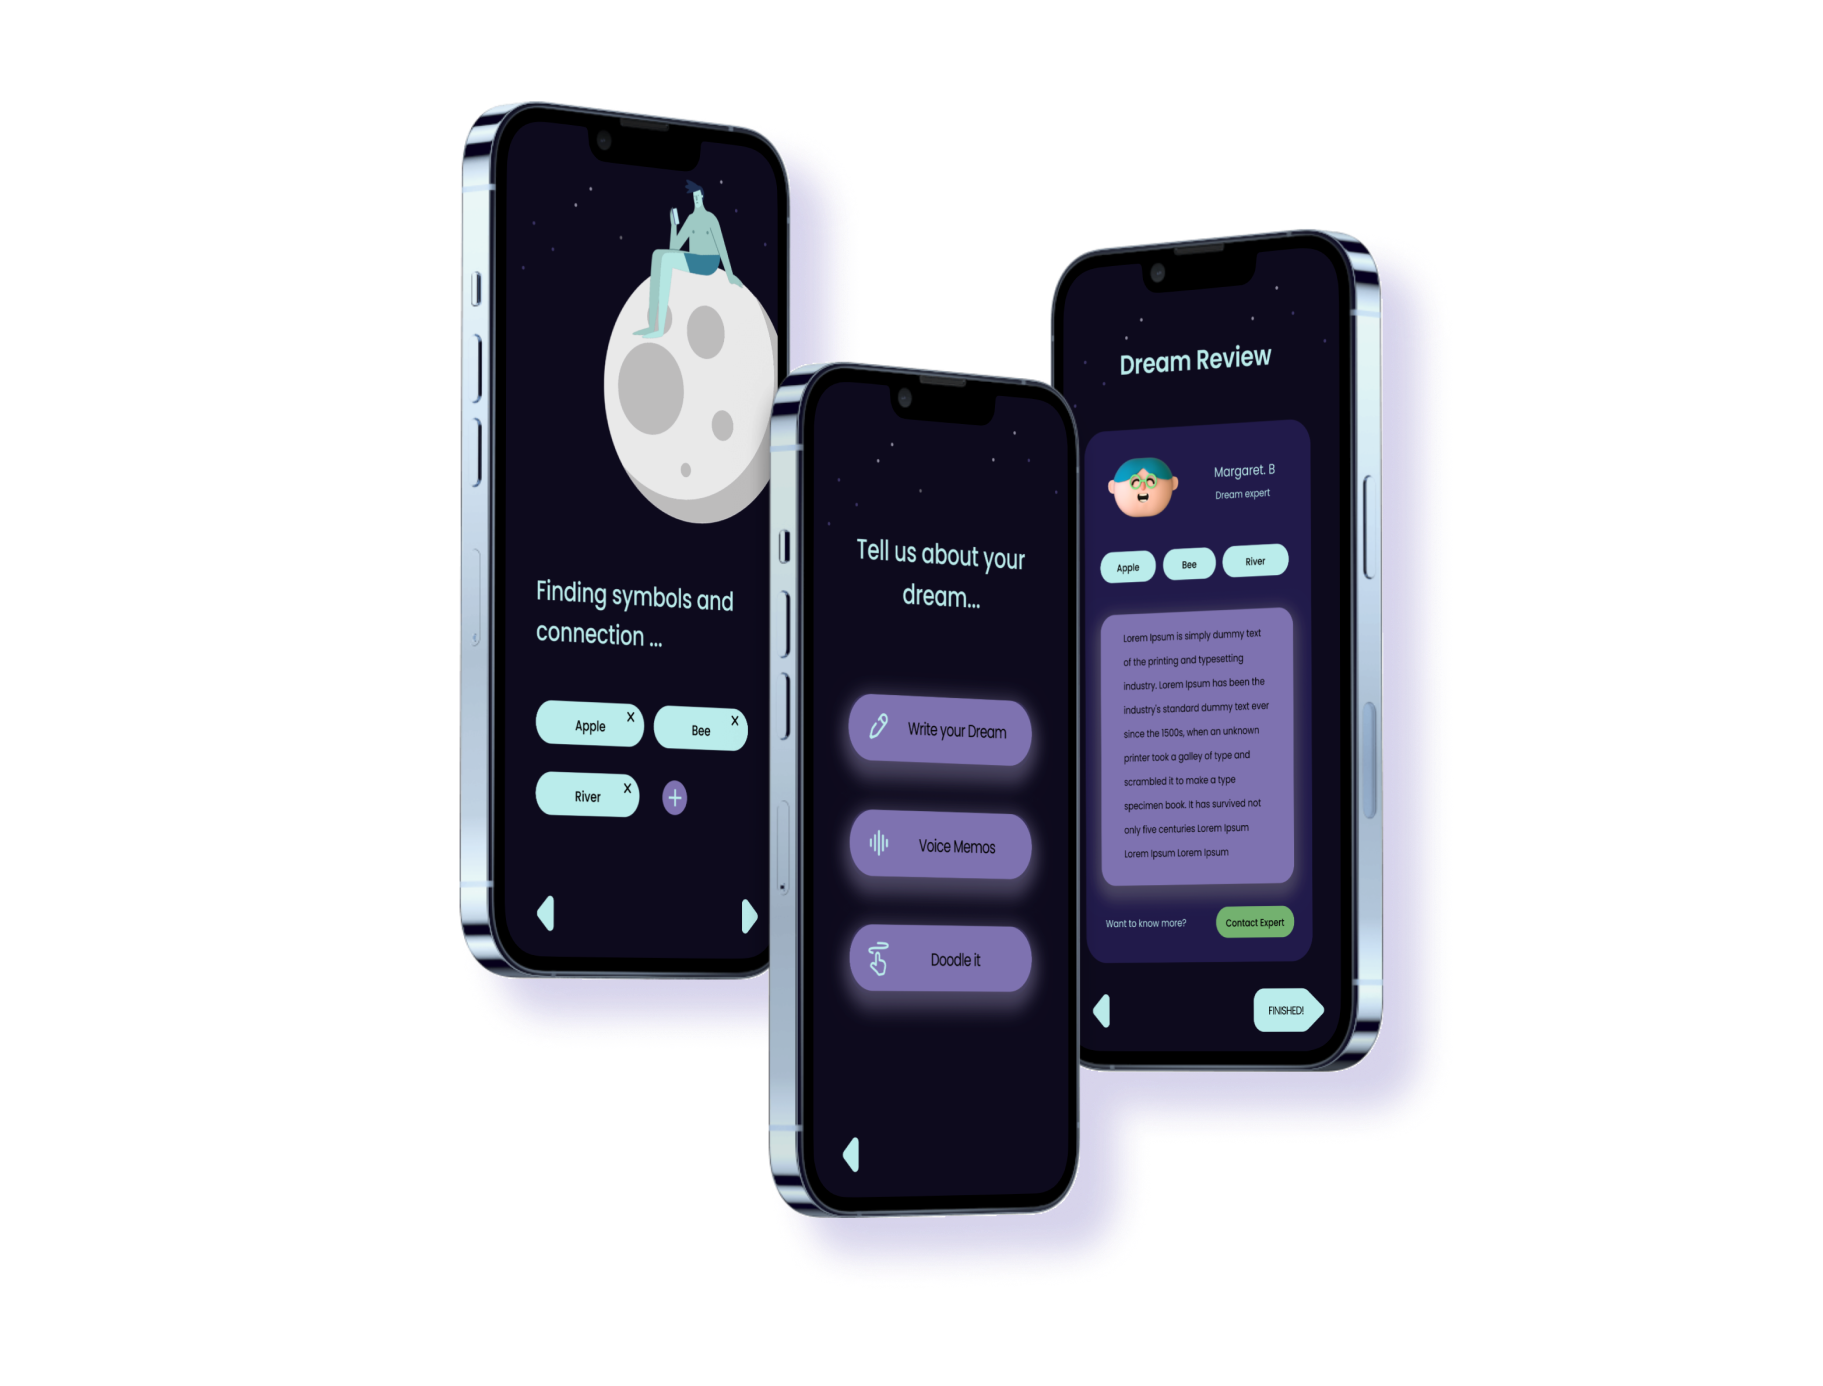 Finding symbols and
connection ...
Apple X
Bee X
River X
+
Tell us about your
dream...
Write your Dream
Voice Memos
Doodle it
Dream Review
Margaret. B
Dream expert
Apple
Bee
River
Lorem Ipsum is simply dummy text
of the printing and typesetting
industry. Lorem Ipsum has been the
industry's standard dummy text ever
since the 1500s, when an unknown
printer took a galley of type and
scrambled it to make a type
specimen book. It has survived not
only five centuries Lorem Ipsum
Lorem Ipsum Lorem Ipsum
Want to know more?
Contact Expert
FINISHED!